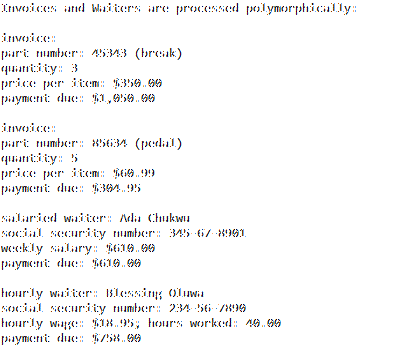 Invoices and Waiters are processed polymorphically:
invoice:
part number: 45343 (break)
quantity: 3
price per item: $350.00
payment due: $1,050.00
invoice:
part number: 85634 (pedal)
quantity: 5
price per item: $60.99
payment due: $304.95
salaried waiter: Ada Chukwu
social security number: 345-67-8901
weekly salary: $610.00
payment due: $610.00
hourly waiter: Blessing Oluwa
social security number: 234-56-7890
hourly wage: $18.95; hours worked: 40.00
payment due: $758.00